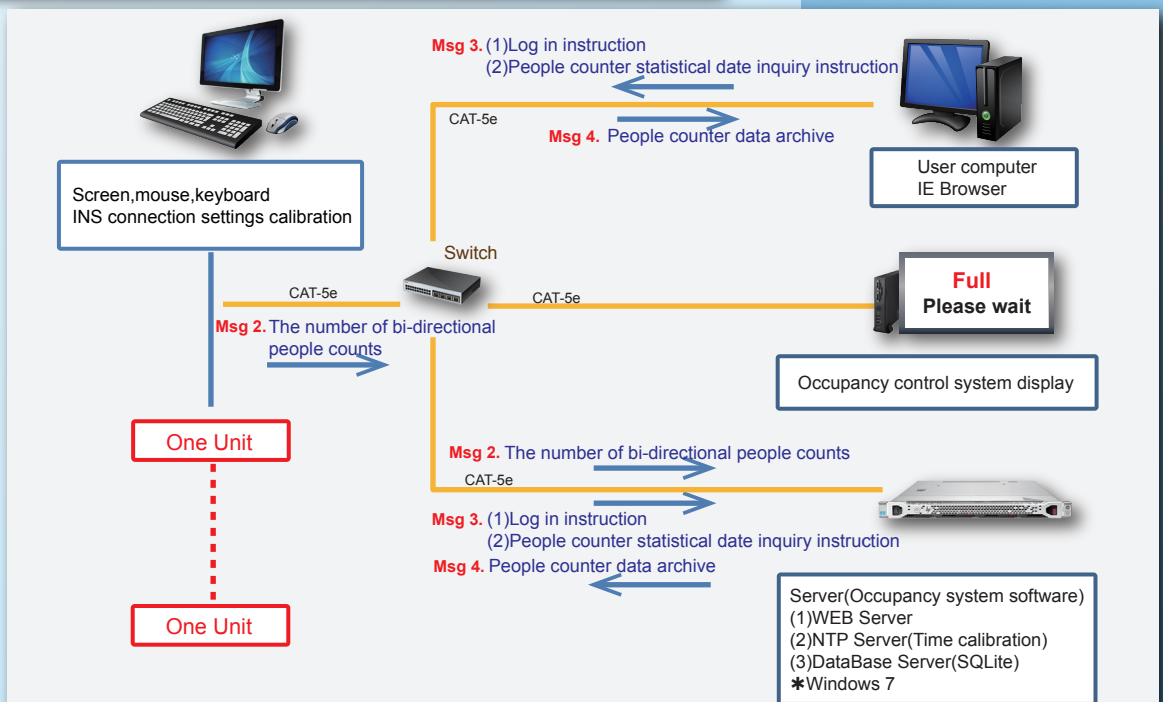 Msg 3. (1)Log in instruction
(2)People counter statistical date inquiry instruction
CAT-5e
Msg 4. People counter data archive
User computer
IE Browser
Screen,mouse,keyboard
INS connection settings calibration
Switch
CAT-5e
CAT-5e
Full
Please wait
Msg 2. The number of bi-directional
people counts
Occupancy control system display
One Unit
Msg 2. The number of bi-directional people counts
CAT-5e
Msg 3. (1)Log in instruction
(2)People counter statistical date inquiry instruction
Msg 4. People counter data archive
One Unit
Server(Occupancy system software)
(1)WEB Server
(2)NTP Server(Time calibration)
(3)DataBase Server(SQLite)
✱Windows 7